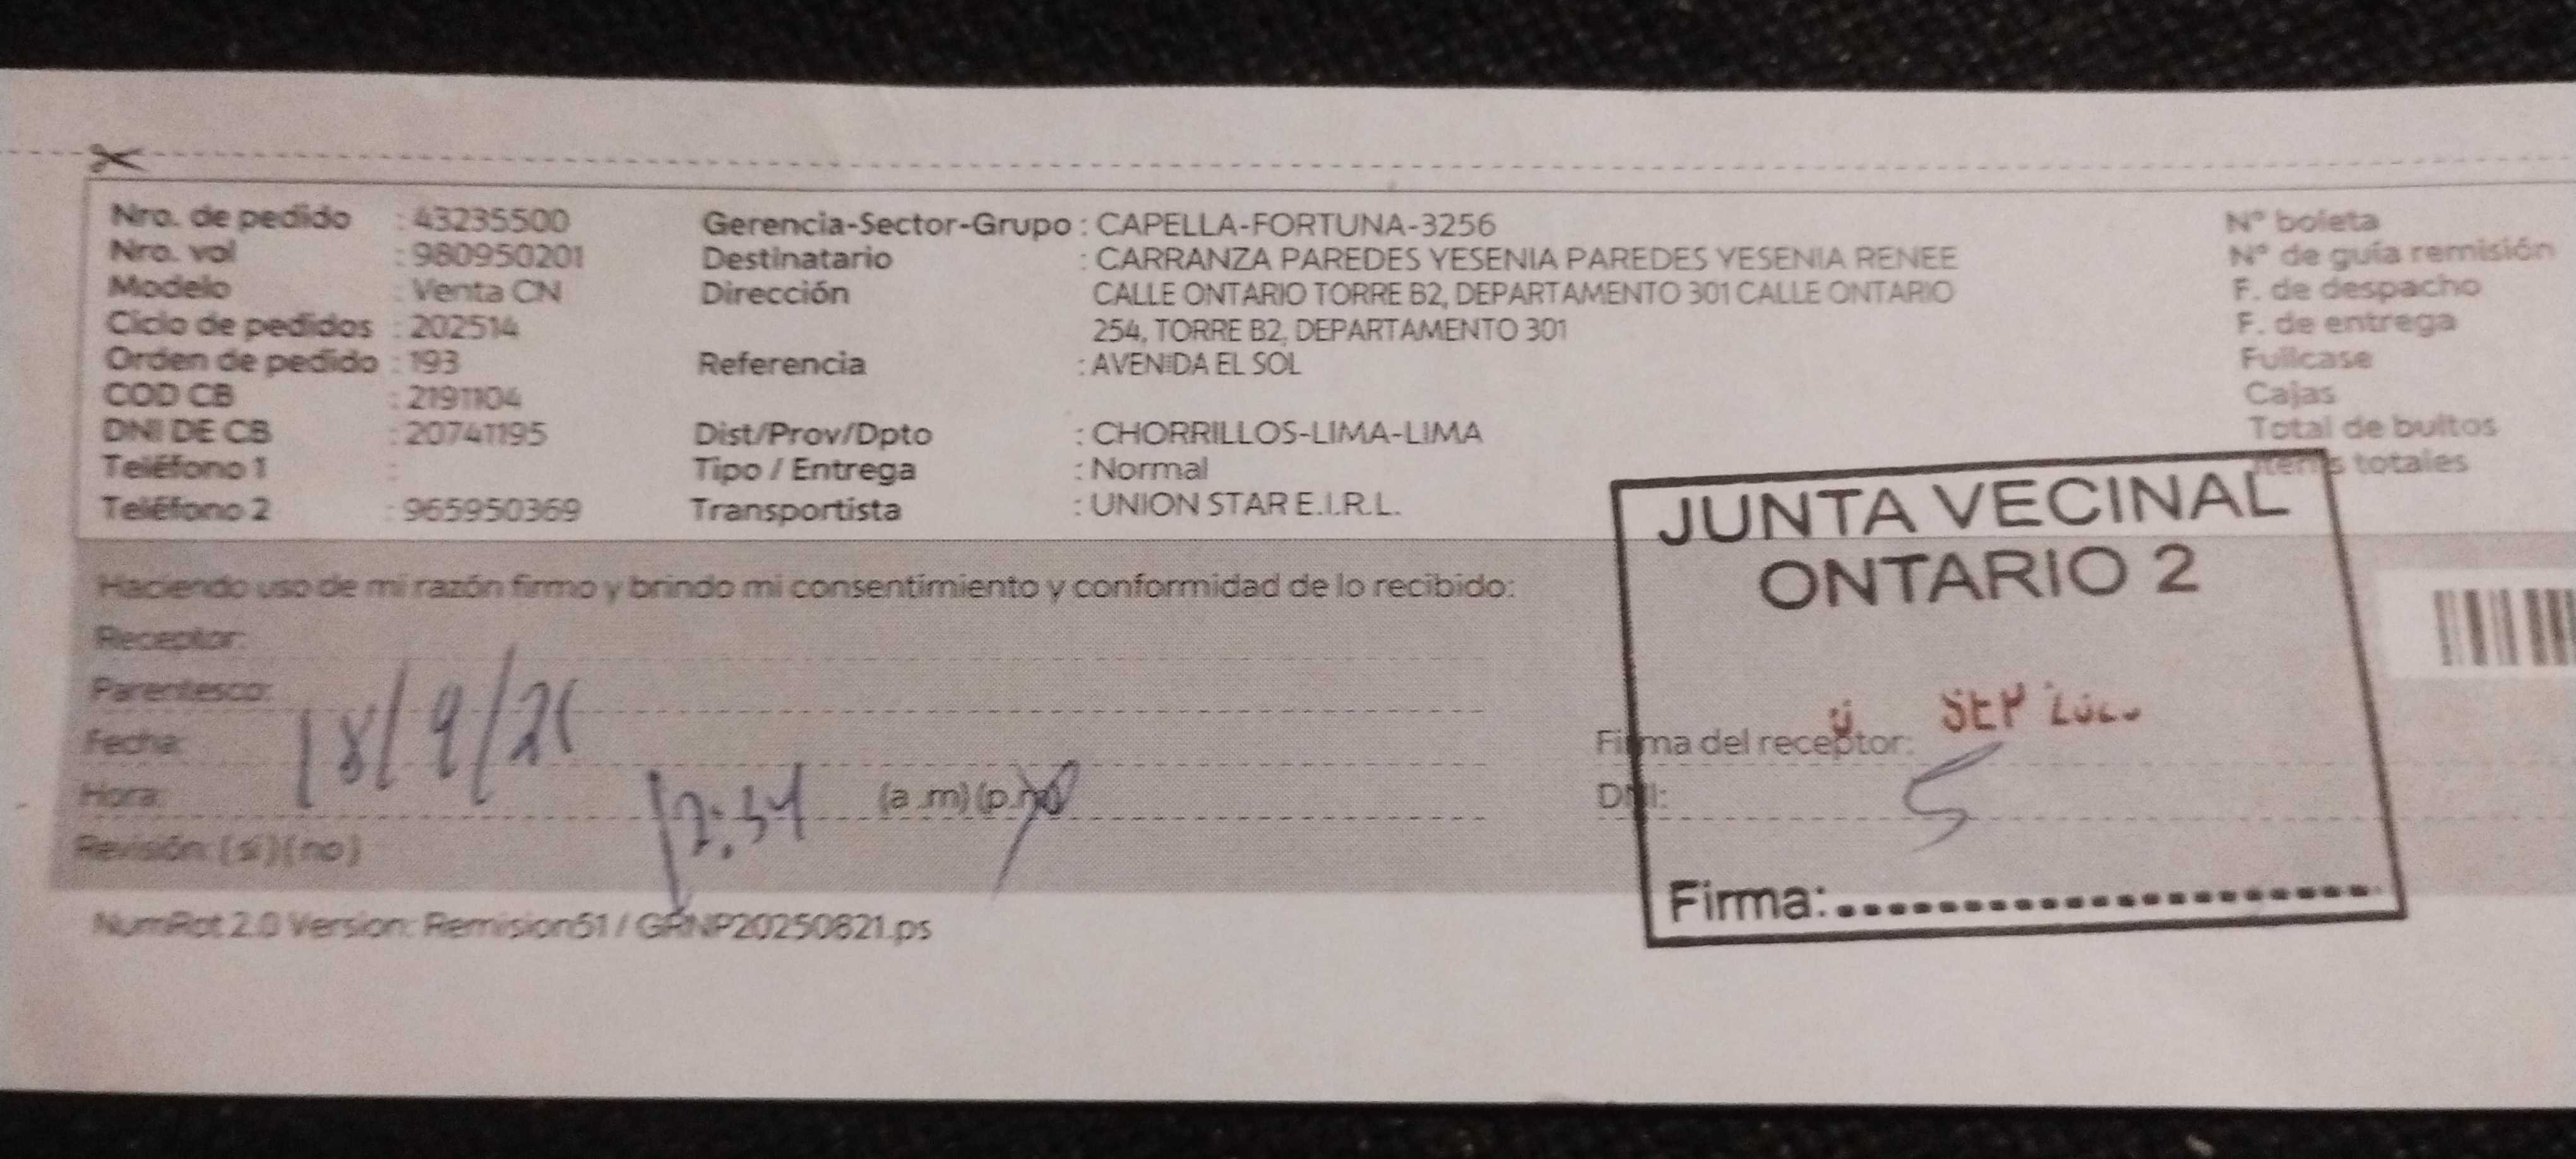 Nro. de pedido : 43235500
Nro. vol : 980950201
Modelo : Venta CN
Ciclo de pedidos : 202514
Orden de pedido : 193
COD CB : 2191104
DNI DE CB : 20741195
Teléfono 1 :
Teléfono 2 : 965950369
Gerencia-Sector-Grupo : CAPELLA-FORTUNA-3256
Destinatario : CARRANZA PAREDES YESENIA PAREDES YESENIA RENEE
Dirección CALLE ONTARIO TORRE B2, DEPARTAMENTO 301 CALLE ONTARIO
254, TORRE B2, DEPARTAMENTO 301
Referencia : AVENIDA EL SOL
Dist/Prov/Dpto : CHORRILLOS-LIMA-LIMA
Tipo / Entrega : Normal
Transportista : UNION STAR E.I.R.L.
N° boleta
N° de guía remisión
F. de despacho
F. de entrega
Fullcase
Cajas
Total de bultos
Items totales
Haciendo uso de mi razón firmo y brindo mi consentimiento y conformidad de lo recibido:
Receptor:
Parentesco:
Fecha: 18/9/
Hora: 12:34 (a.m) (p.m)
Revisión: (si) (no)
Firma del receptor:
DNI:
JUNTA VECINAL
ONTARIO 2
SEP
Firma:
NumRot 2.0 Version: Remision51 / GRNP20250821.ps